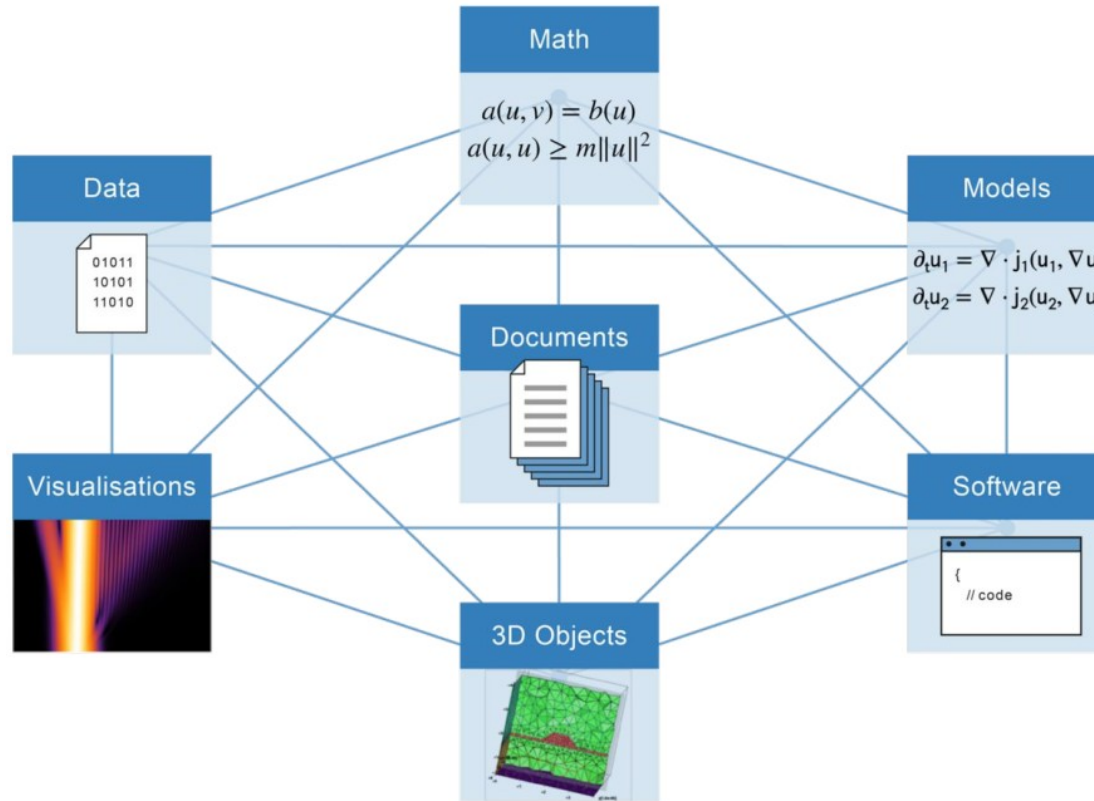 Math
a(u, v) = b(u)
a(u, u) ≥ m‖u‖²
Data
01011
10101
11010
Models
∂ₜu₁ = ∇ · j₁(u₁, ∇u
∂ₜu₂ = ∇ · j₂(u₂, ∇u
Documents
Visualisations
Software
{
// code
3D Objects